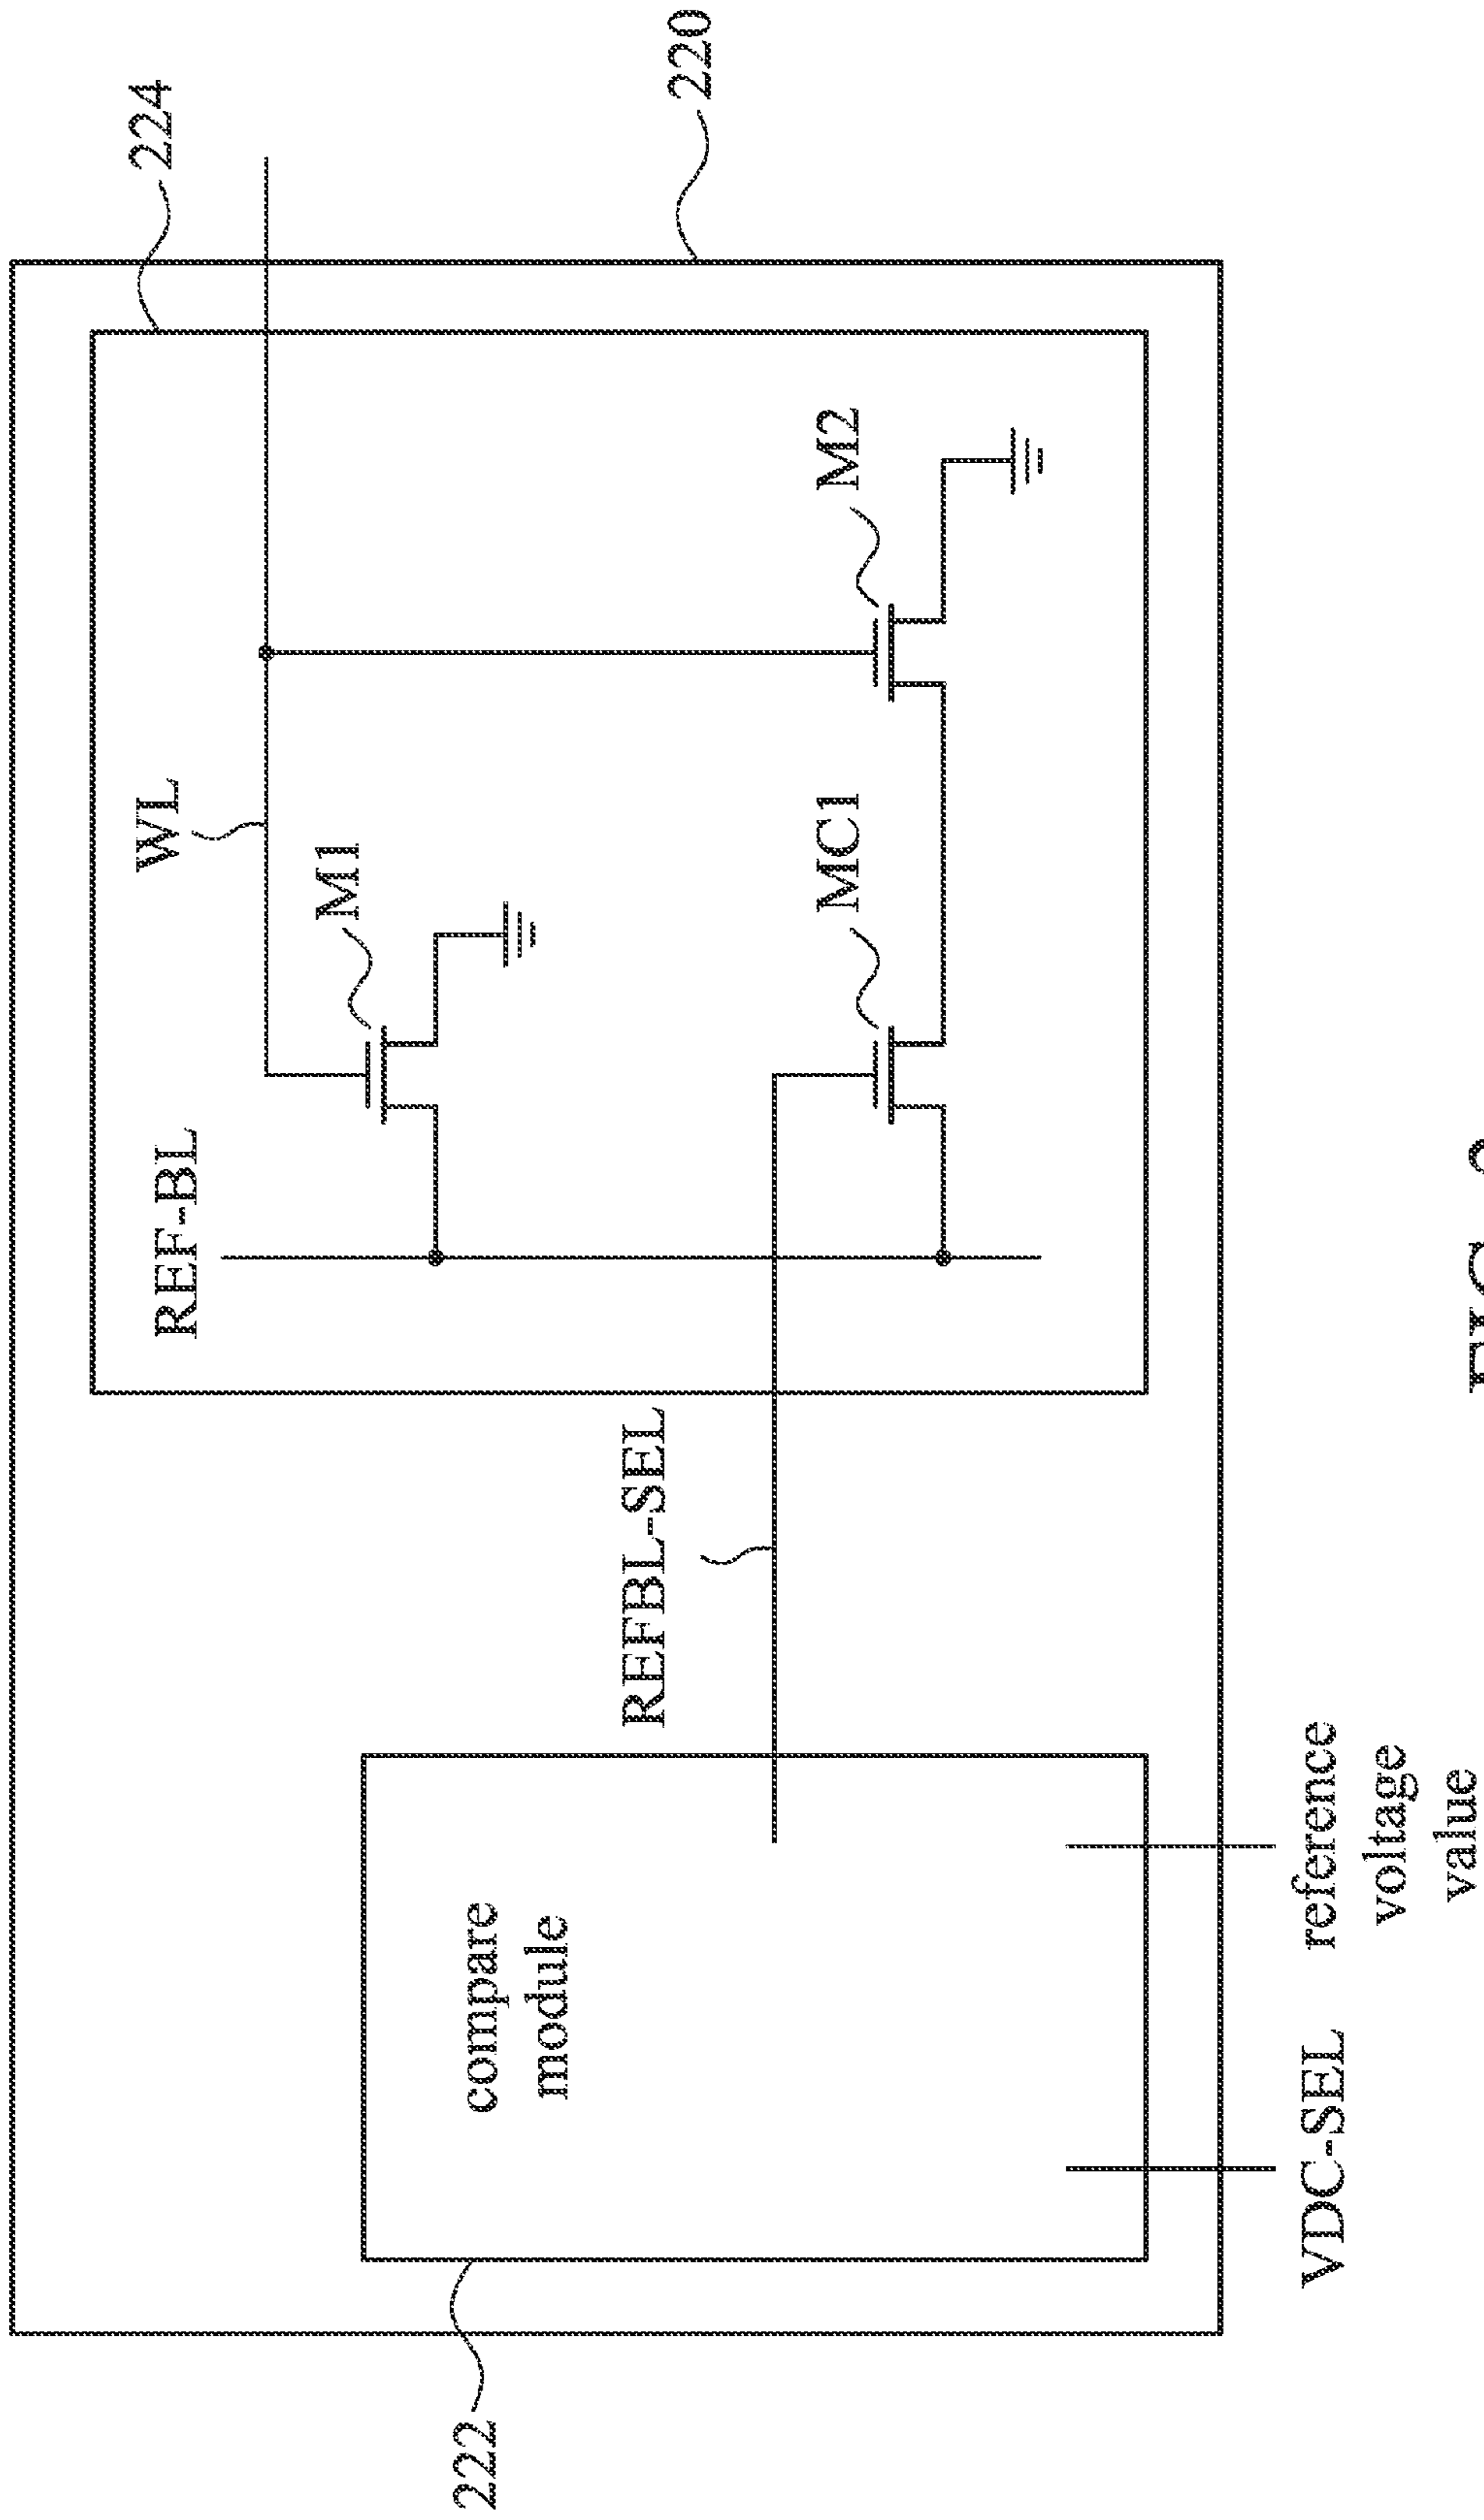 224
220
WL
M1
M2
MC1
REF-BL
REFBL-SEL
compare
module
222
VDC-SEL
reference
voltage
value